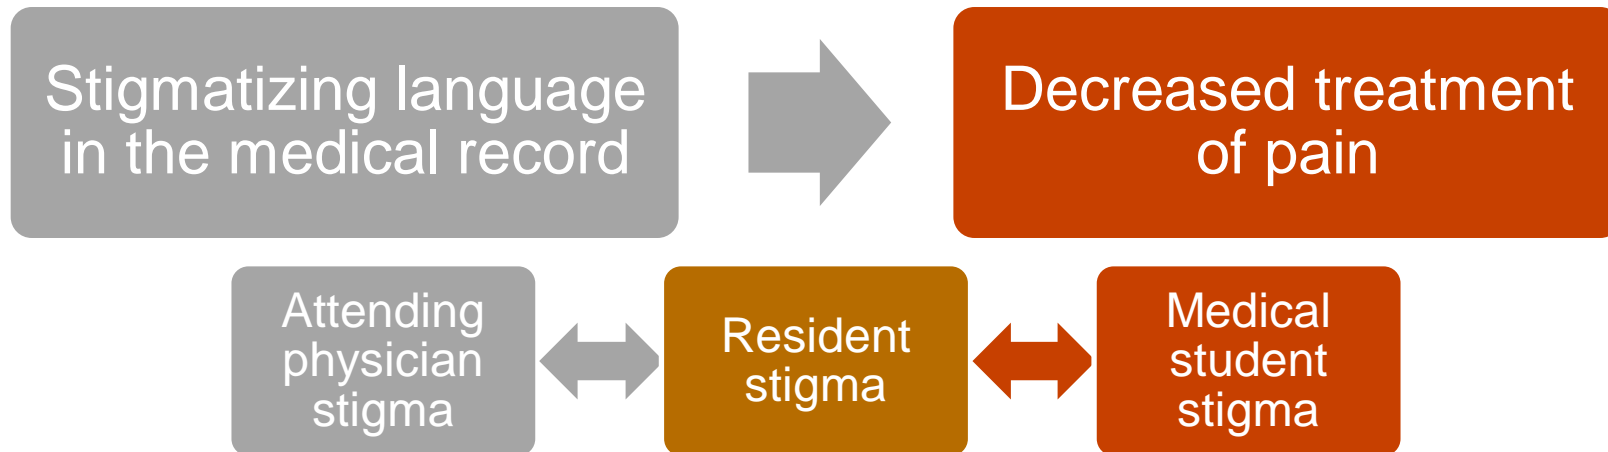 Stigmatizing language
in the medical record
Decreased treatment
of pain
Attending
physician
stigma
Resident
stigma
Medical
student
stigma